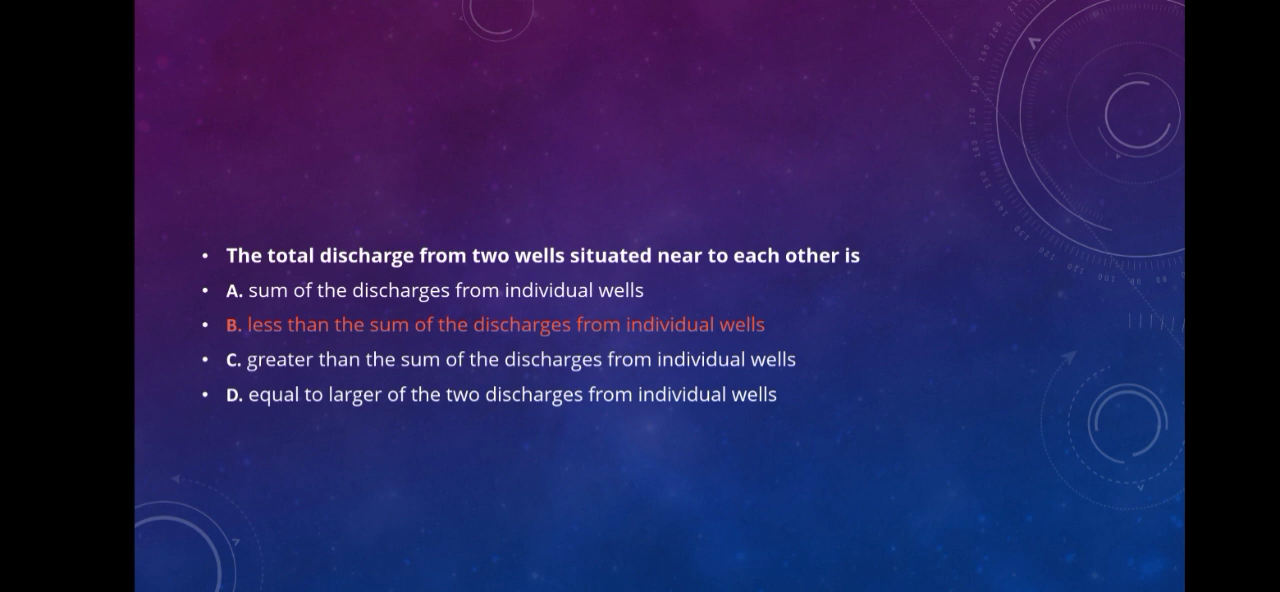 • The total discharge from two wells situated near to each other is
• A. sum of the discharges from individual wells
• B. less than the sum of the discharges from individual wells
• C. greater than the sum of the discharges from individual wells
• D. equal to larger of the two discharges from individual wells